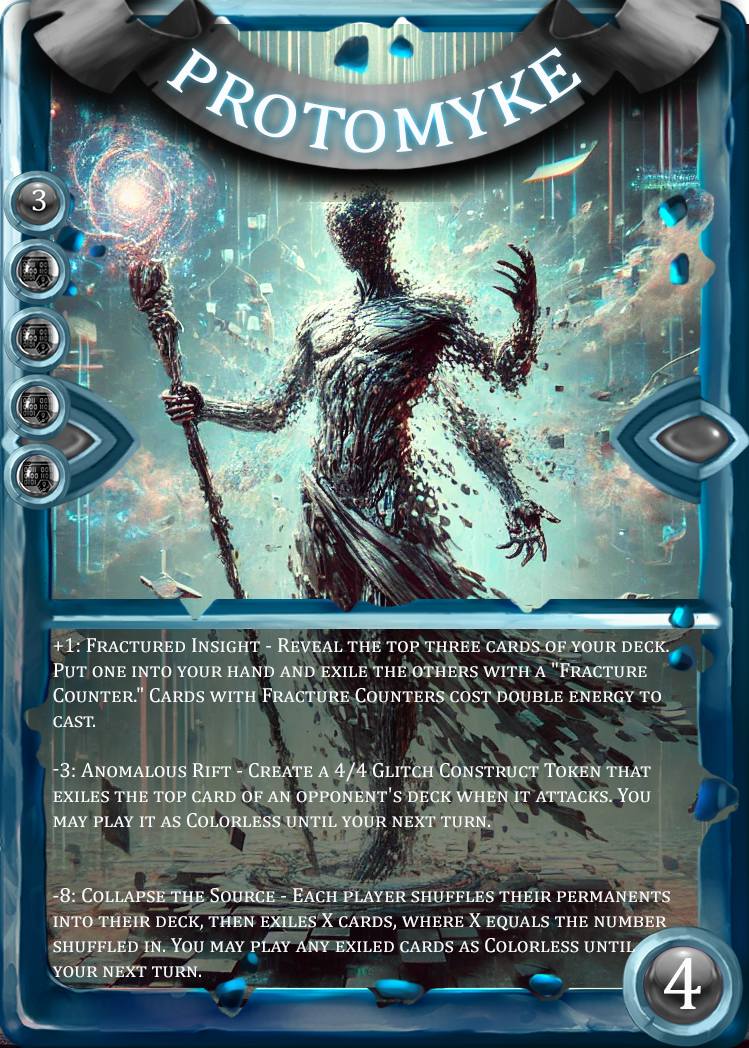 PROTOMYKE
3
+1: Fractured Insight - Reveal the top three cards of your deck.
Put one into your hand and exile the others with a "Fracture
Counter." Cards with Fracture Counters cost double energy to
cast.
-3: Anomalous Rift - Create a 4/4 Glitch Construct Token that
exiles the top card of an opponent's deck when it attacks. You
may play it as Colorless until your next turn.
-8: Collapse the Source - Each player shuffles their permanents
into their deck, then exiles X cards, where X equals the number
shuffled in. You may play any exiled cards as Colorless until
your next turn.
4